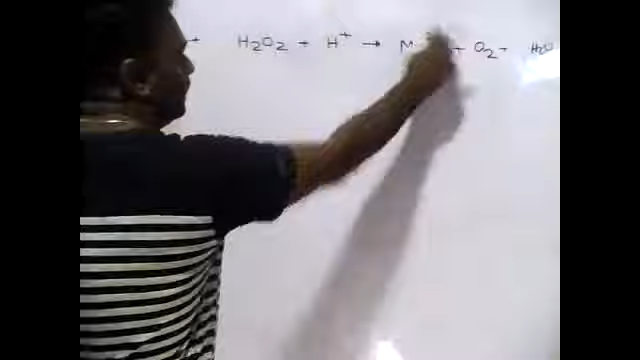 + H₂O₂ + H⁺ → M + O₂ + H₂O